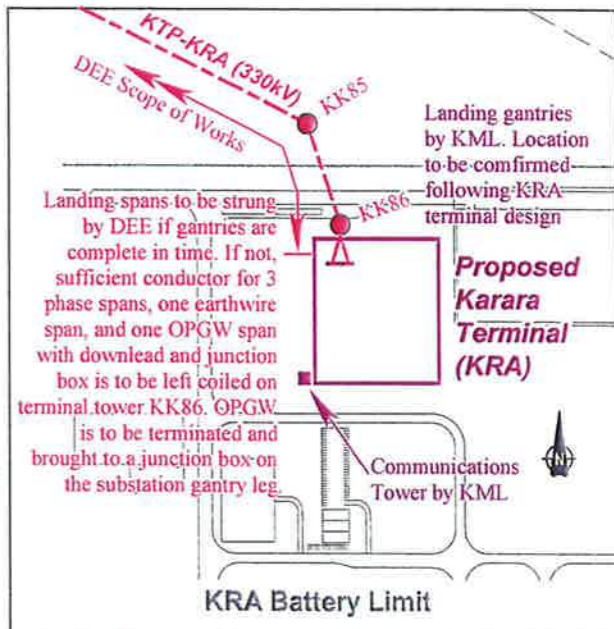 KTP-KRA (330kV)
DEE Scope of Works
KK85
Landing gantries
by KML. Location
to be comfirmed
following KRA
terminal design
KK86
Landing spans to be strung
by DEE if gantries are
complete in time. If not,
sufficient conductor for 3
phase spans, one earthwire
span, and one OPGW span
with downlead and junction
box is to be left coiled on
terminal tower KK86. OPGW
is to be terminated and
brought to a junction box on
the substation gantry leg
Proposed
Karara
Terminal
(KRA)
Communications
Tower by KML
N
KRA Battery Limit